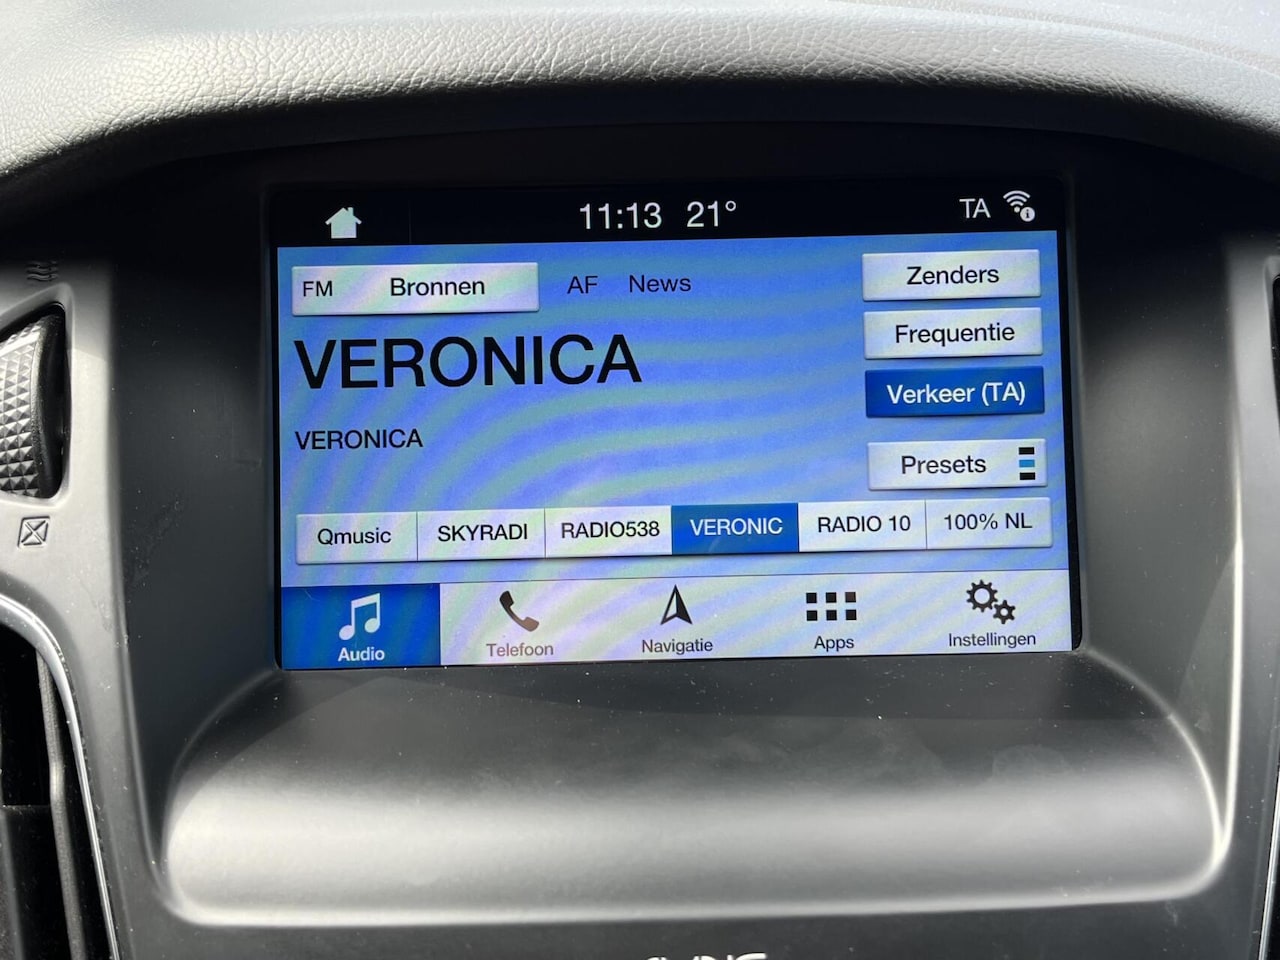 11:13 21° TA
FM Bronnen AF News Zenders
Frequentie
VERONICA
Verkeer (TA)
VERONICA
Presets
Qmusic SKYRADI RADIO538 VERONIC RADIO 10 100% NL
Audio Telefoon Navigatie Apps Instellingen